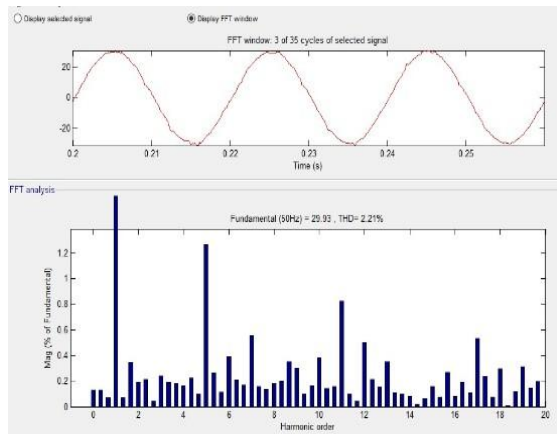 Display selected signal
Display FFT window
FFT window: 3 of 35 cycles of selected signal
20
0
-20
0.2 0.21 0.22 0.23 0.24 0.25
Time (s)
FFT analysis
Fundamental (50Hz) = 29.93 , THD= 2.21%
1.2
1
0.8
0.6
0.4
0.2
0
Mag (% of Fundamental)
0 2 4 6 8 10 12 14 16 18 20
Harmonic order